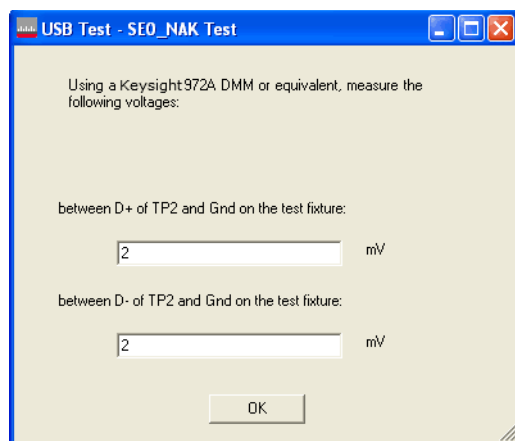 USB Test - SE0_NAK Test
Using a Keysight 972A DMM or equivalent, measure the
following voltages:
between D+ of TP2 and Gnd on the test fixture:
2 mV
between D- of TP2 and Gnd on the test fixture:
2 mV
OK